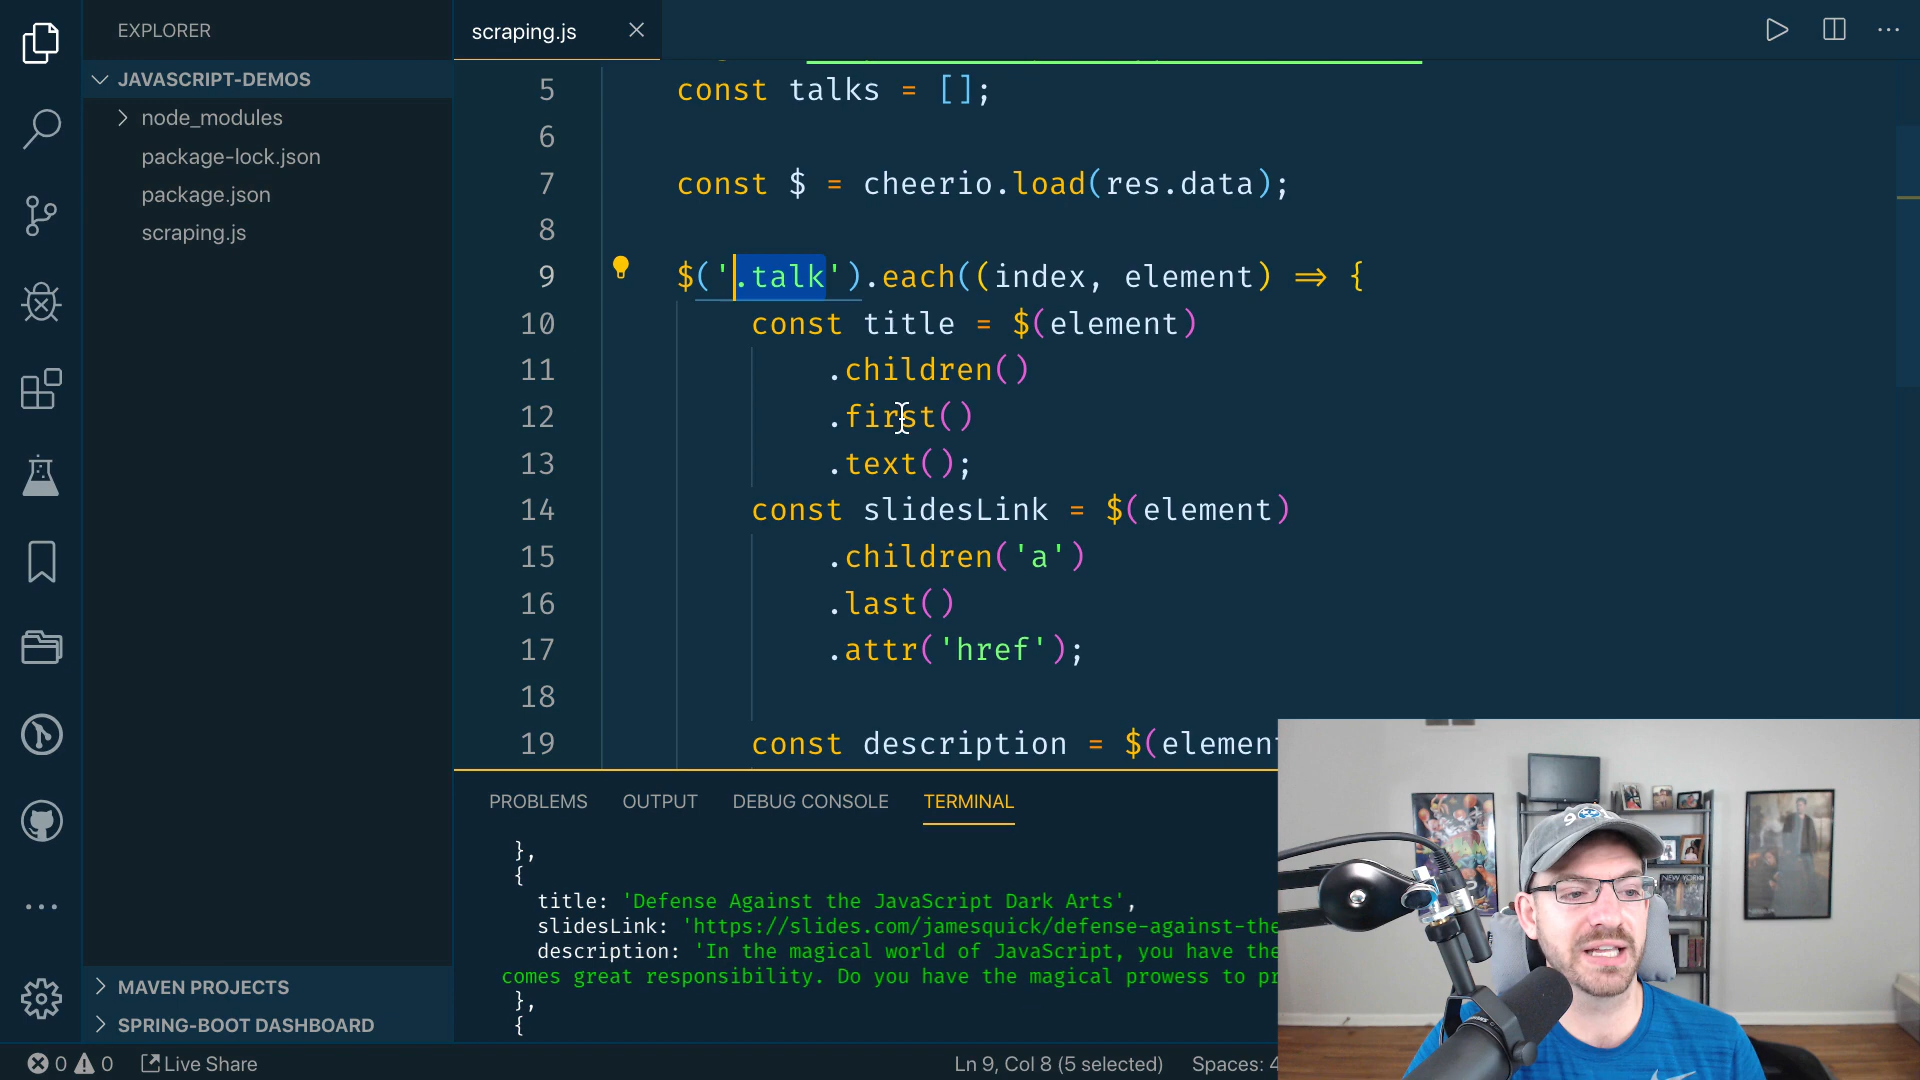 EXPLORER
JAVASCRIPT-DEMOS
node_modules
package-lock.json
package.json
scraping.js
MAVEN PROJECTS
SPRING-BOOT DASHBOARD
scraping.js
5 const talks = [];
6
7 const $ = cheerio.load(res.data);
8
9 $('.talk').each((index, element) => {
10 const title = $(element)
11 .children()
12 .first()
13 .text();
14 const slidesLink = $(element)
15 .children('a')
16 .last()
17 .attr('href');
18
19 const description = $(element
PROBLEMS OUTPUT DEBUG CONSOLE TERMINAL
},
{
title: 'Defense Against the JavaScript Dark Arts',
slidesLink: 'https://slides.com/jamesquick/defense-against-the
description: 'In the magical world of JavaScript, you have the
comes great responsibility. Do you have the magical prowess to pr
},
{
0 0 Live Share Ln 9, Col 8 (5 selected) Spaces: 4
NEW YORK